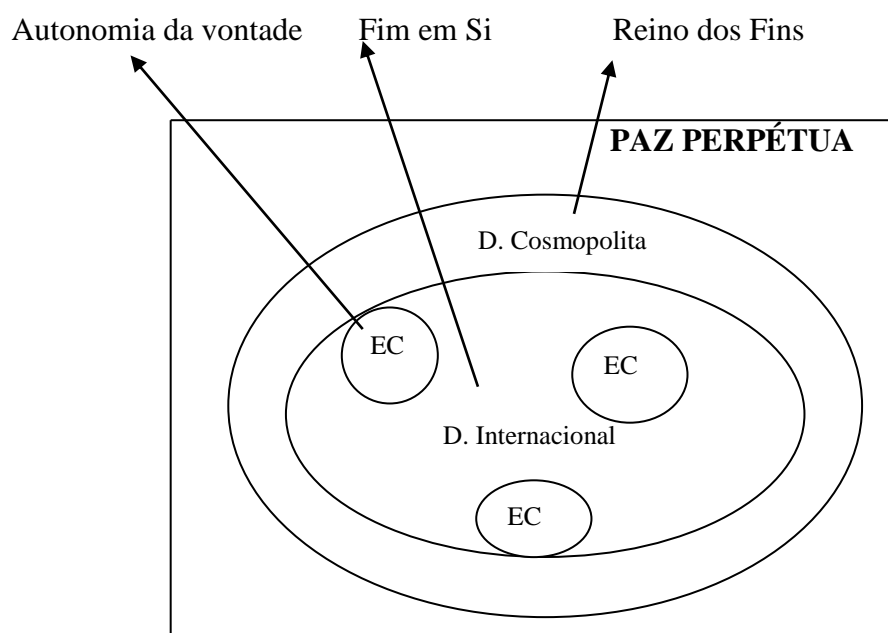 Autonomia da vontade Fim em Si Reino dos Fins
PAZ PERPÉTUA
D. Cosmopolita
EC
EC
D. Internacional
EC